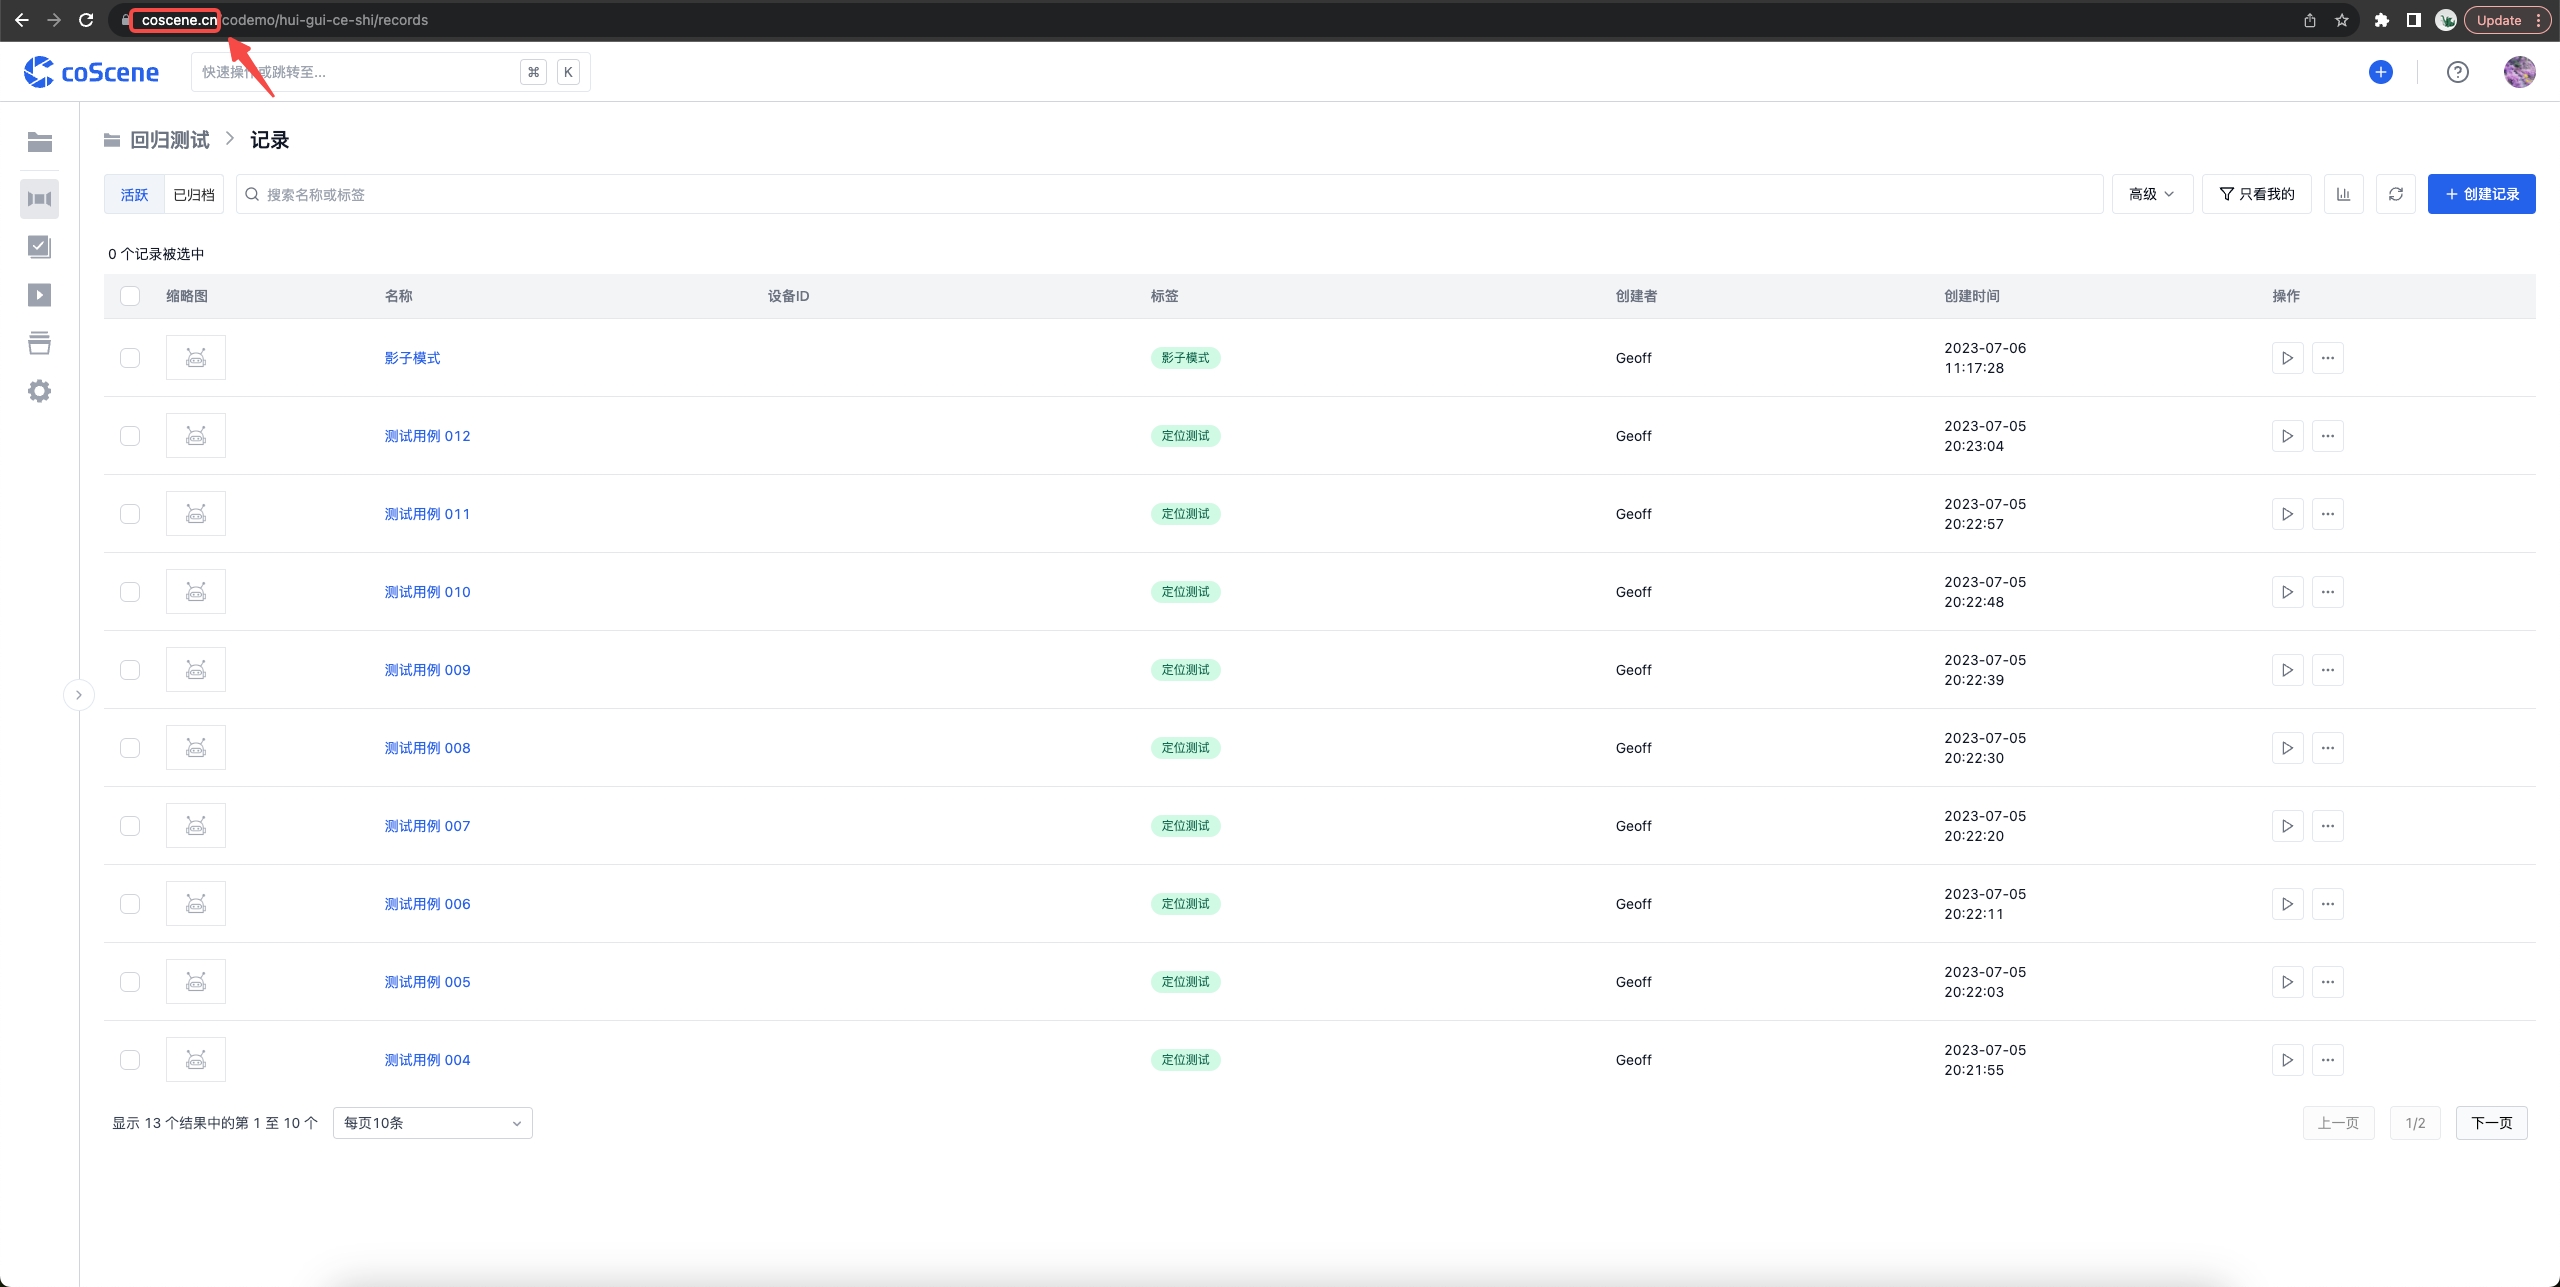 coscene.cn/codemo/hui-gui-ce-shi/records
Update
coScene
快速操作或跳转至...
⌘ K
回归测试 > 记录
活跃 已归档 搜索名称或标签 高级 只看我的 + 创建记录
0 个记录被选中
缩略图 名称 设备ID 标签 创建者 创建时间 操作
影子模式 影子模式 Geoff 2023-07-06
11:17:28
测试用例 012 定位测试 Geoff 2023-07-05
20:23:04
测试用例 011 定位测试 Geoff 2023-07-05
20:22:57
测试用例 010 定位测试 Geoff 2023-07-05
20:22:48
测试用例 009 定位测试 Geoff 2023-07-05
20:22:39
测试用例 008 定位测试 Geoff 2023-07-05
20:22:30
测试用例 007 定位测试 Geoff 2023-07-05
20:22:20
测试用例 006 定位测试 Geoff 2023-07-05
20:22:11
测试用例 005 定位测试 Geoff 2023-07-05
20:22:03
测试用例 004 定位测试 Geoff 2023-07-05
20:21:55
显示 13 个结果中的第 1 至 10 个 每页10条 上一页 1/2 下一页